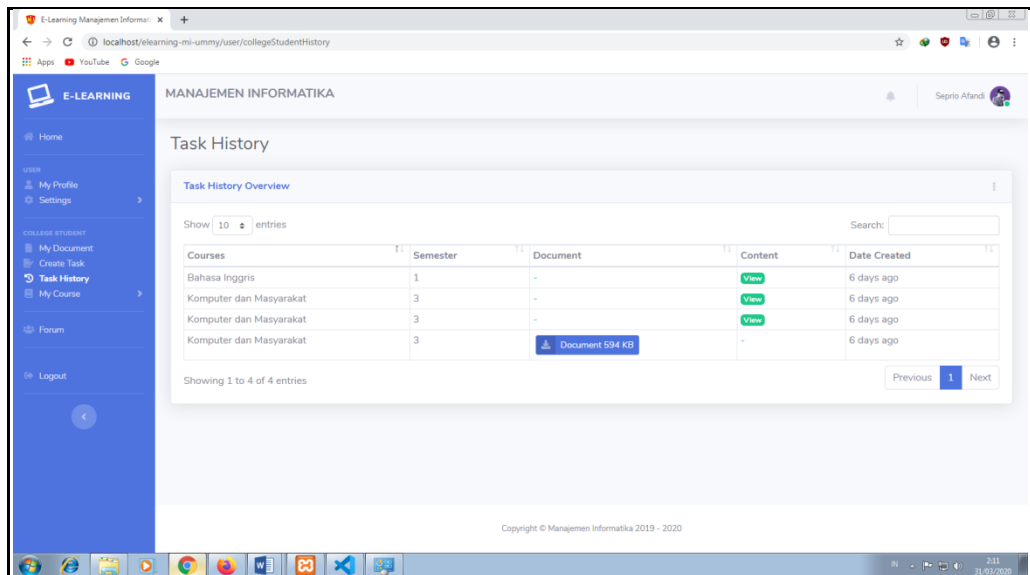 E-Learning Manajemen Informat
localhost/elearning-mi-ummy/user/collegeStudentHistory
Apps YouTube Google
E-LEARNING
MANAJEMEN INFORMATIKA
Seprio Afandi
Home
USER
My Profile
Settings
COLLEGE STUDENT
My Document
Create Task
Task History
My Course
Forum
Logout
Task History
Task History Overview
Show 10 entries
Search:
Courses Semester Document Content Date Created
Bahasa Inggris 1 - View 6 days ago
Komputer dan Masyarakat 3 - View 6 days ago
Komputer dan Masyarakat 3 - View 6 days ago
Komputer dan Masyarakat 3 Document 594 KB - 6 days ago
Showing 1 to 4 of 4 entries
Previous 1 Next
Copyright © Manajemen Informatika 2019 - 2020
IN
2:11
31/03/2020